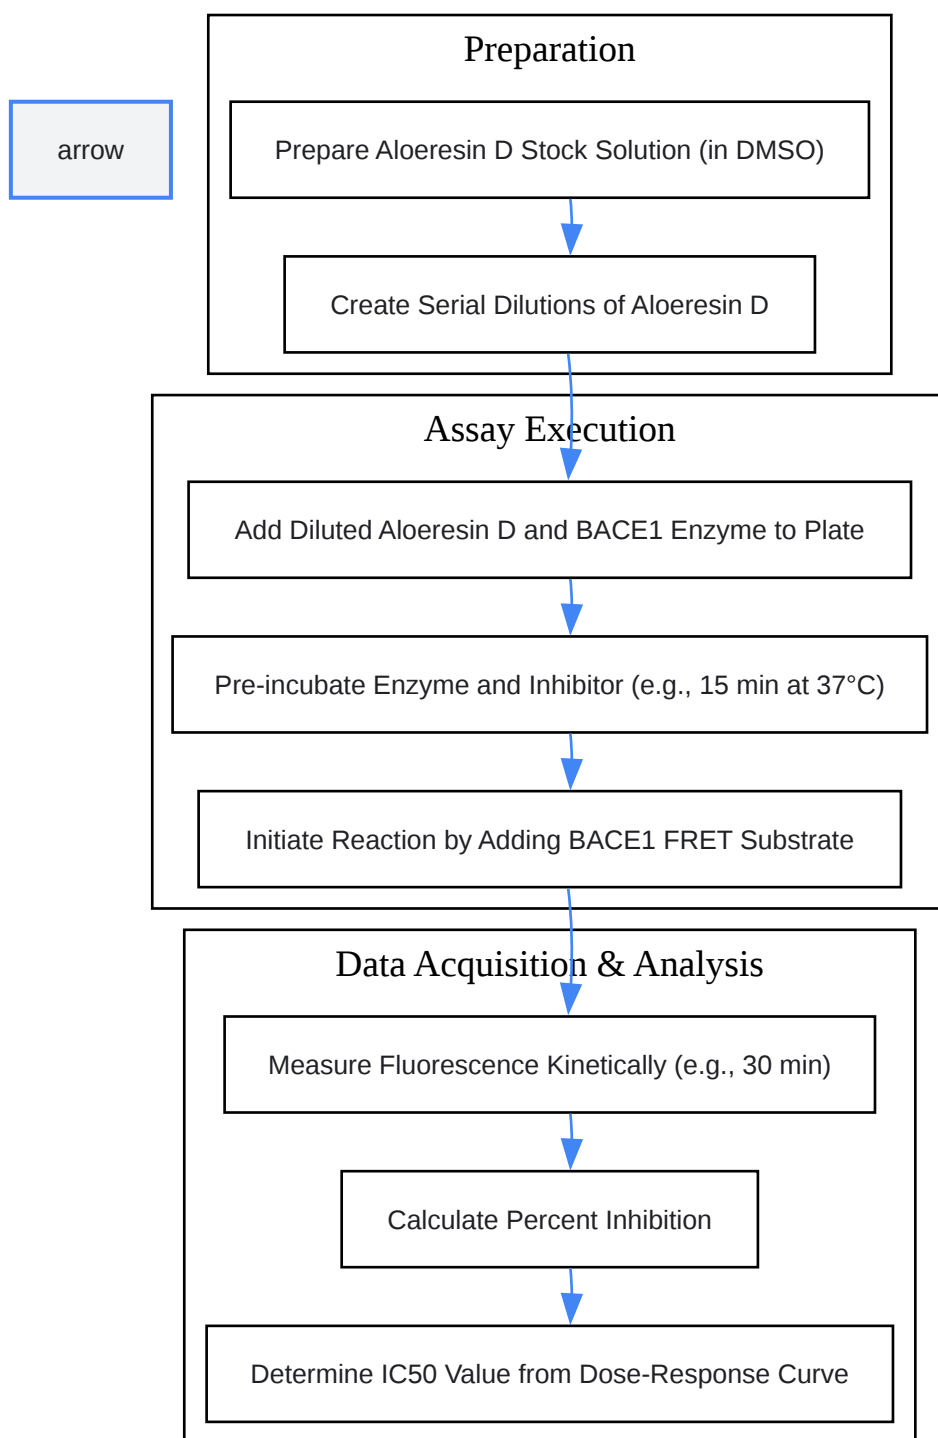 Preparation
arrow
Prepare Aloeresin D Stock Solution (in DMSO)
Create Serial Dilutions of Aloeresin D
Assay Execution
Add Diluted Aloeresin D and BACE1 Enzyme to Plate
Pre-incubate Enzyme and Inhibitor (e.g., 15 min at 37°C)
Initiate Reaction by Adding BACE1 FRET Substrate
Data Acquisition & Analysis
Measure Fluorescence Kinetically (e.g., 30 min)
Calculate Percent Inhibition
Determine IC50 Value from Dose-Response Curve